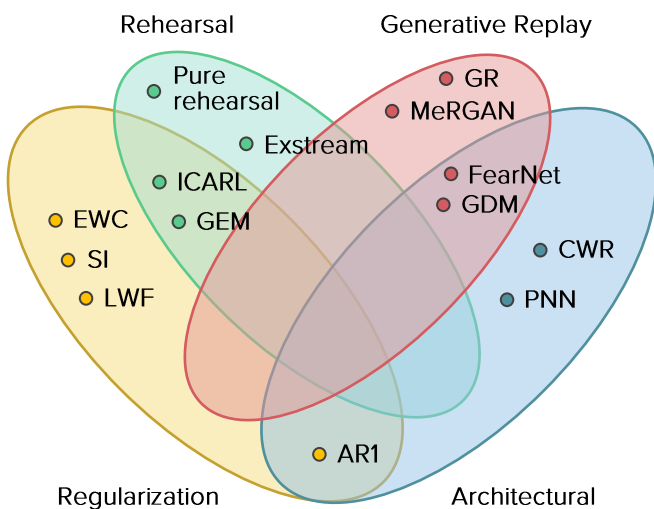 Rehearsal
Generative Replay
Pure
rehearsal
GR
MeRGAN
Exstream
ICARL
FearNet
GEM
GDM
EWC
SI
CWR
LWF
PNN
AR1
Regularization
Architectural